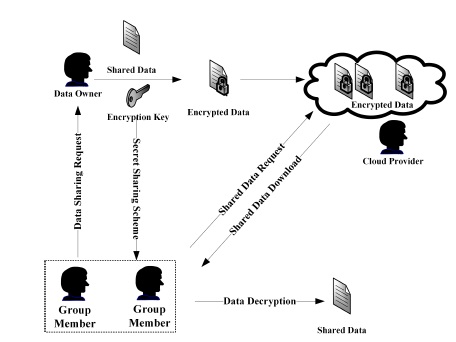 Shared Data
Data Owner
Encryption Key
Encrypted Data
Encrypted Data
Cloud Provider
Data Sharing Request
Secret Sharing
Scheme
Shared Data Request
Shared Data Download
Group
Member
Group
Member
Data Decryption
Shared Data